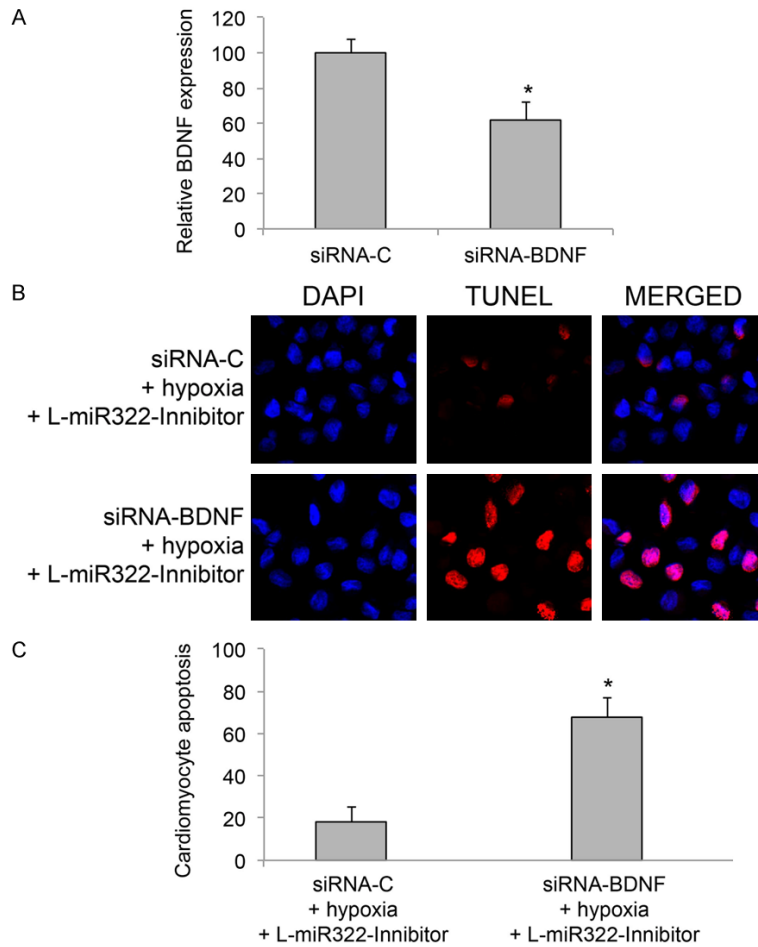 A
Relative BDNF expression
120
100
80
60
40
20
0
*
siRNA-C
siRNA-BDNF
B
DAPI
TUNEL
MERGED
siRNA-C
+ hypoxia
+ L-miR322-Innibitor
siRNA-BDNF
+ hypoxia
+ L-miR322-Innibitor
C
Cardiomyocyte apoptosis
100
80
60
40
20
0
*
siRNA-C
+ hypoxia
+ L-miR322-Innibitor
siRNA-BDNF
+ hypoxia
+ L-miR322-Innibitor